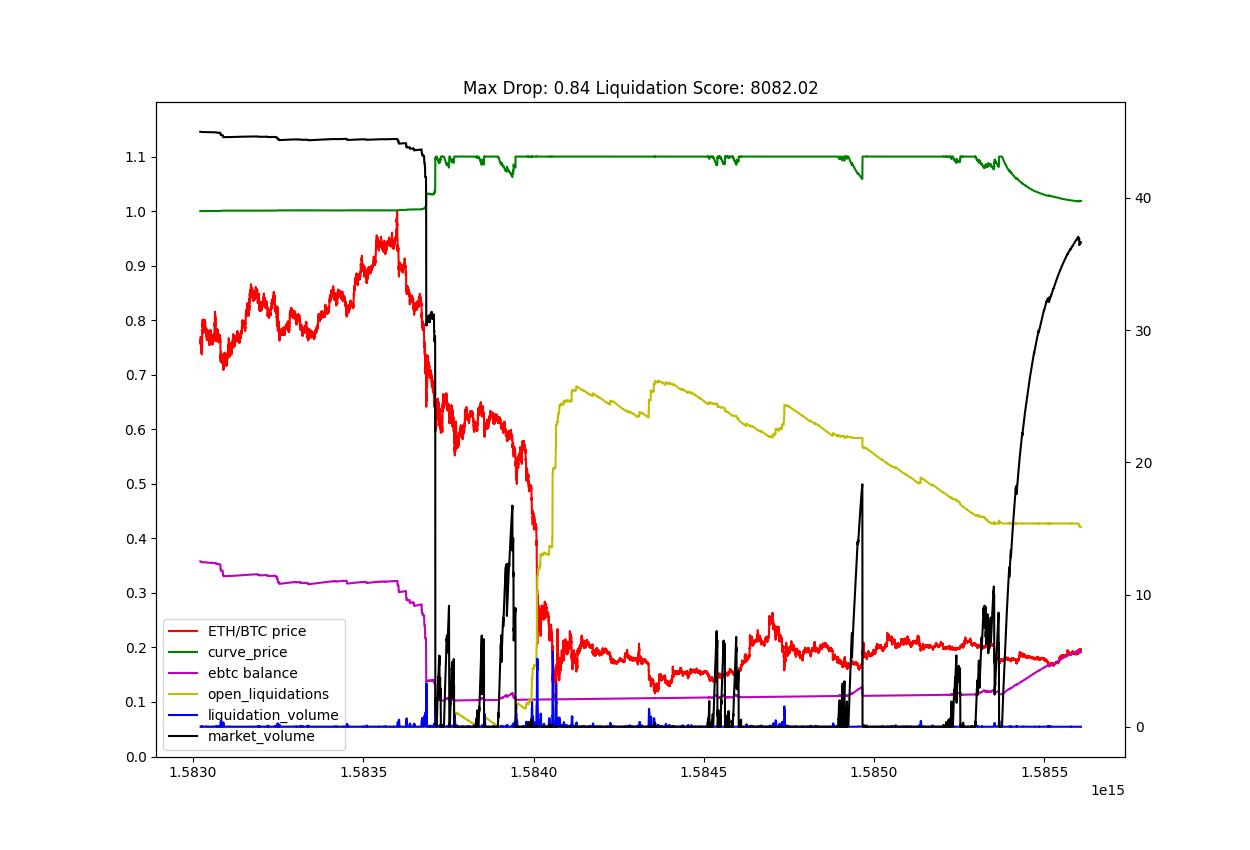 Max Drop: 0.84 Liquidation Score: 8082.02
1.1
1.0
0.9
0.8
0.7
0.6
0.5
0.4
0.3
0.2
0.1
0.0
40
30
20
10
0
ETH/BTC price
curve_price
ebtc balance
open_liquidations
liquidation_volume
market_volume
1.5830 1.5835 1.5840 1.5845 1.5850 1.5855
1e15